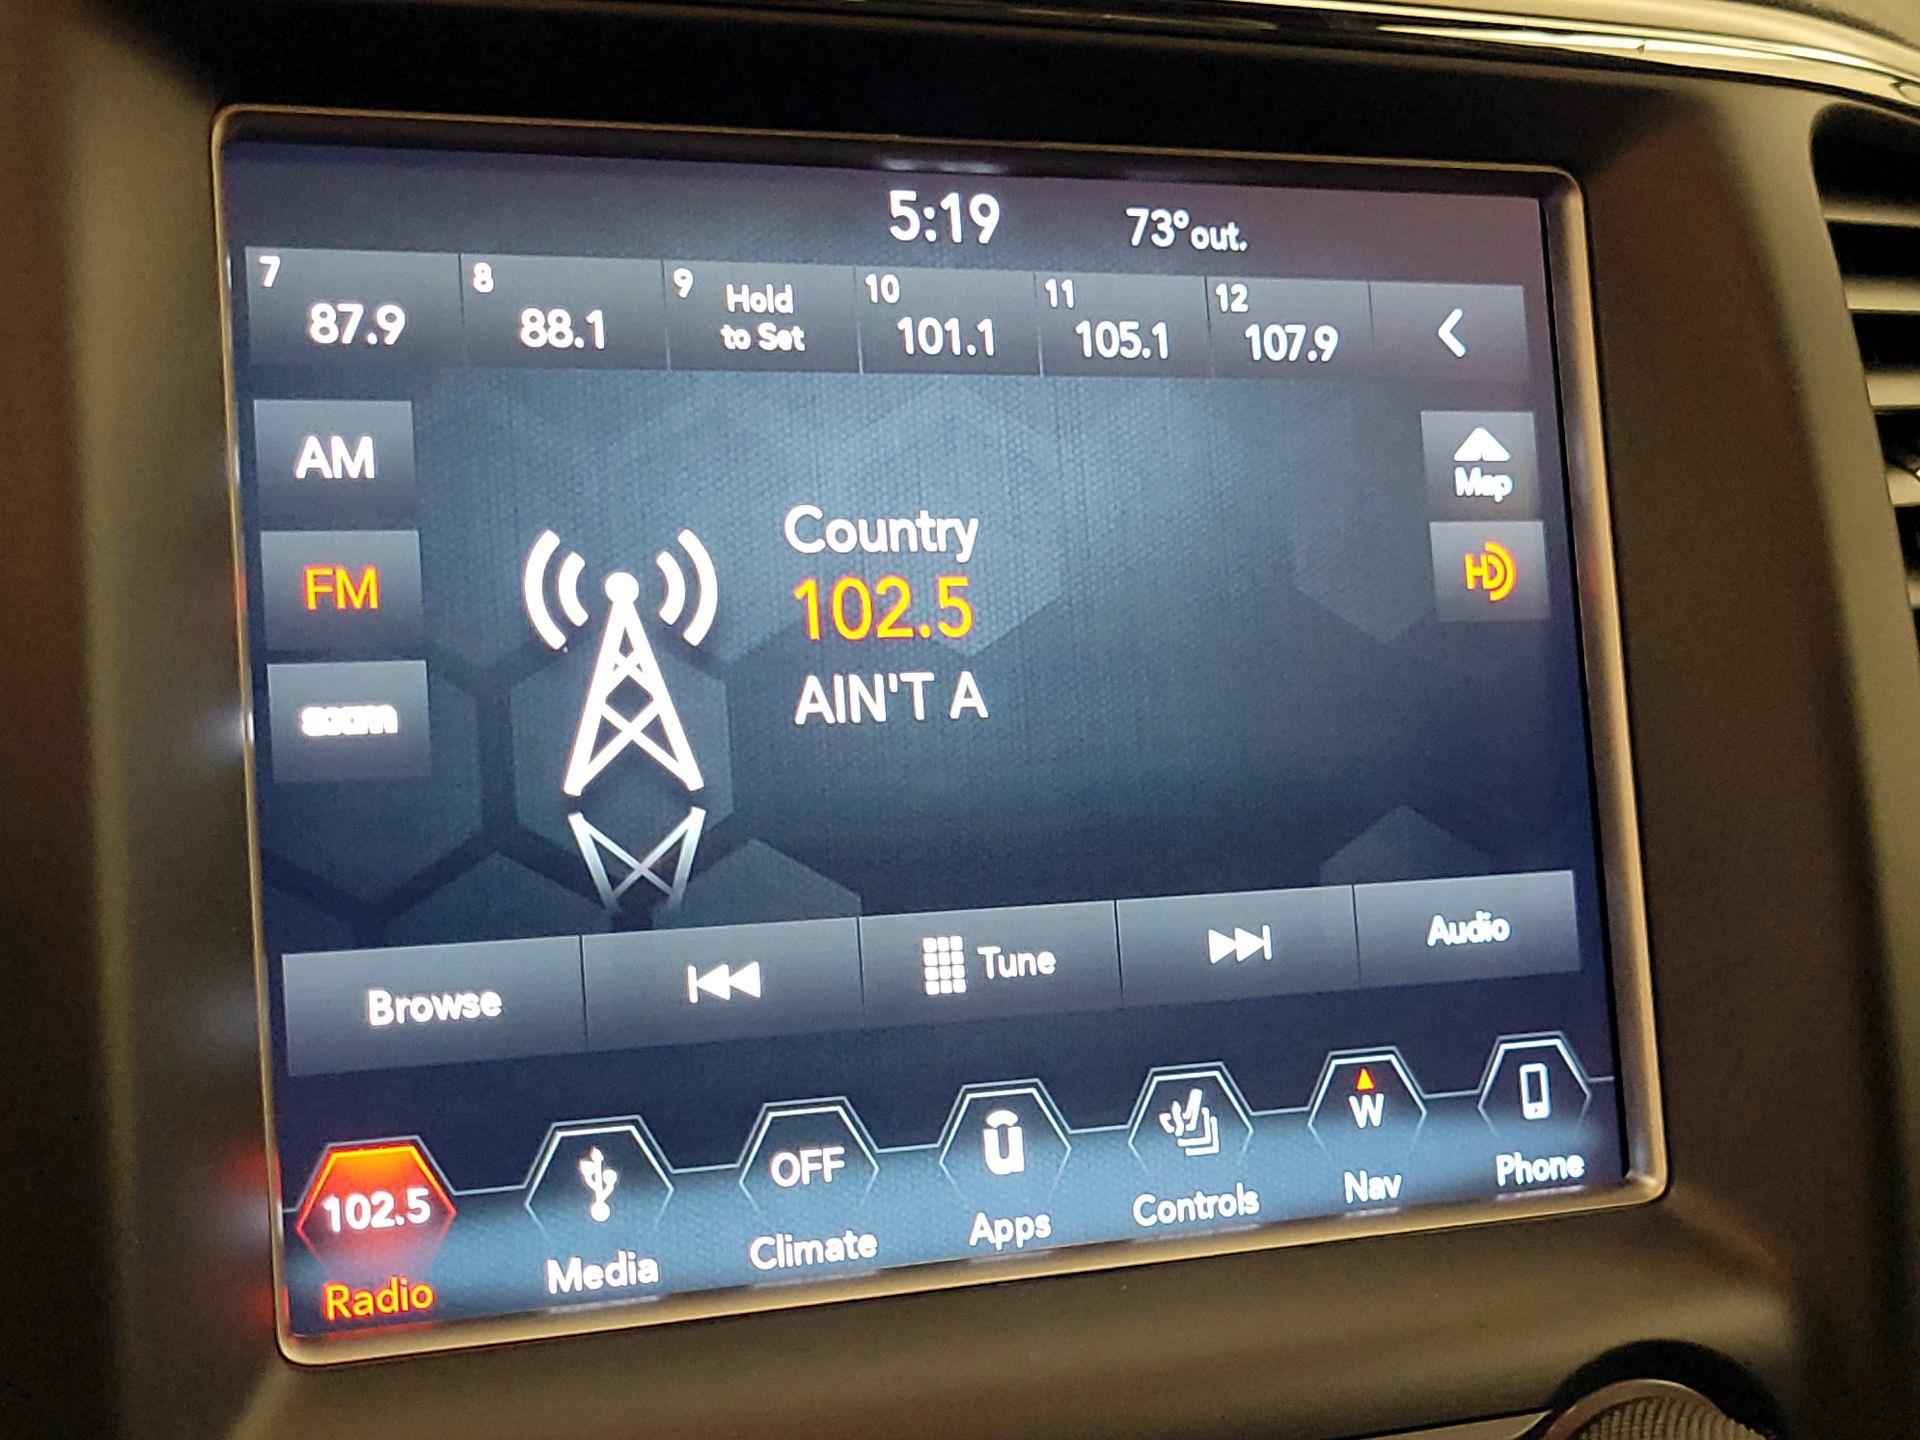 5:19 73°out.
7 87.9 8 88.1 9 Hold to Set 10 101.1 11 105.1 12 107.9
AM
Map
FM
HD
Country
102.5
AIN'T A
Browse Tune Audio
102.5 OFF W
Radio Media Climate Apps Controls Nav Phone